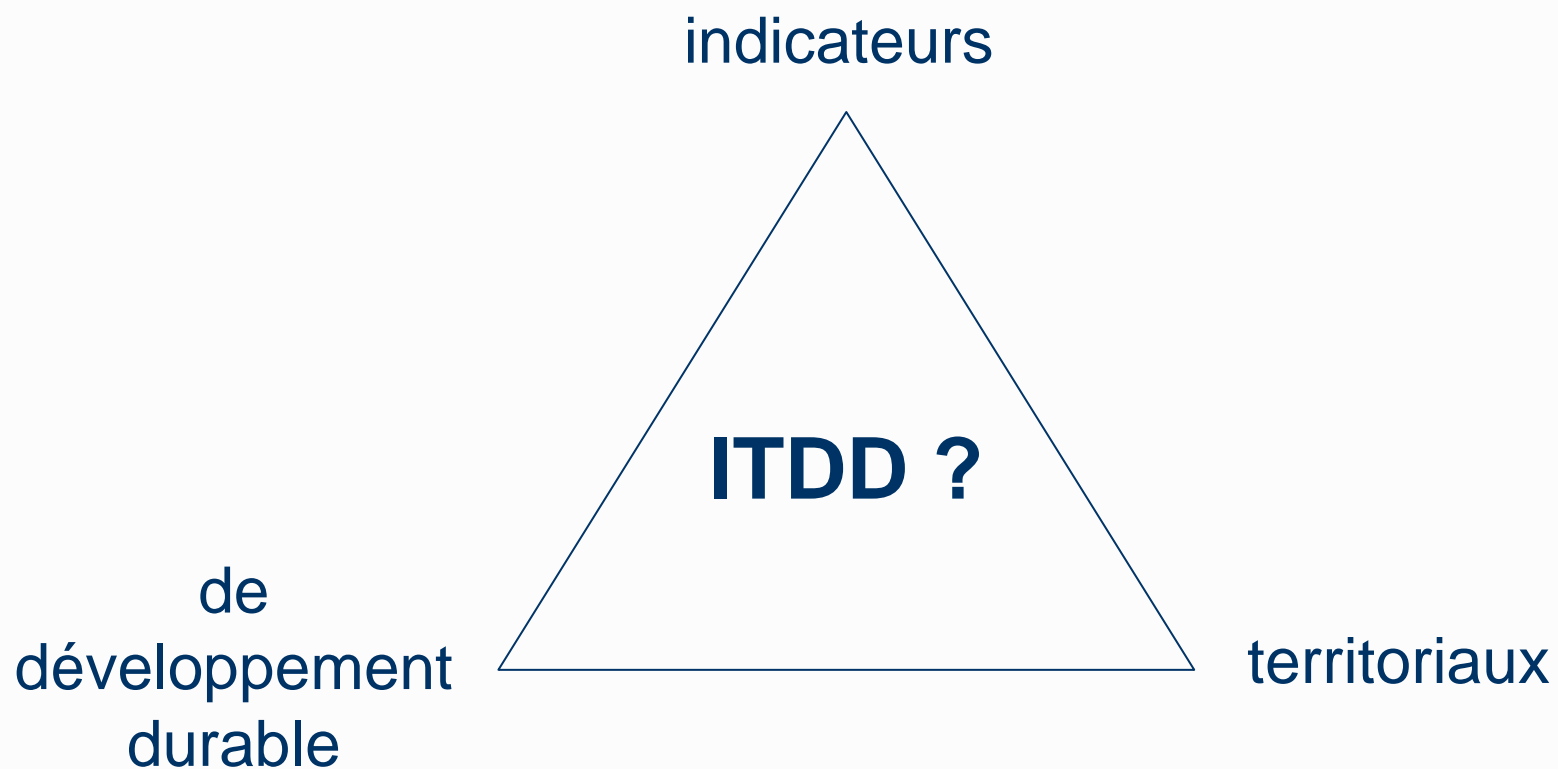 indicateurs
ITDD ?
de
développement
durable
territoriaux